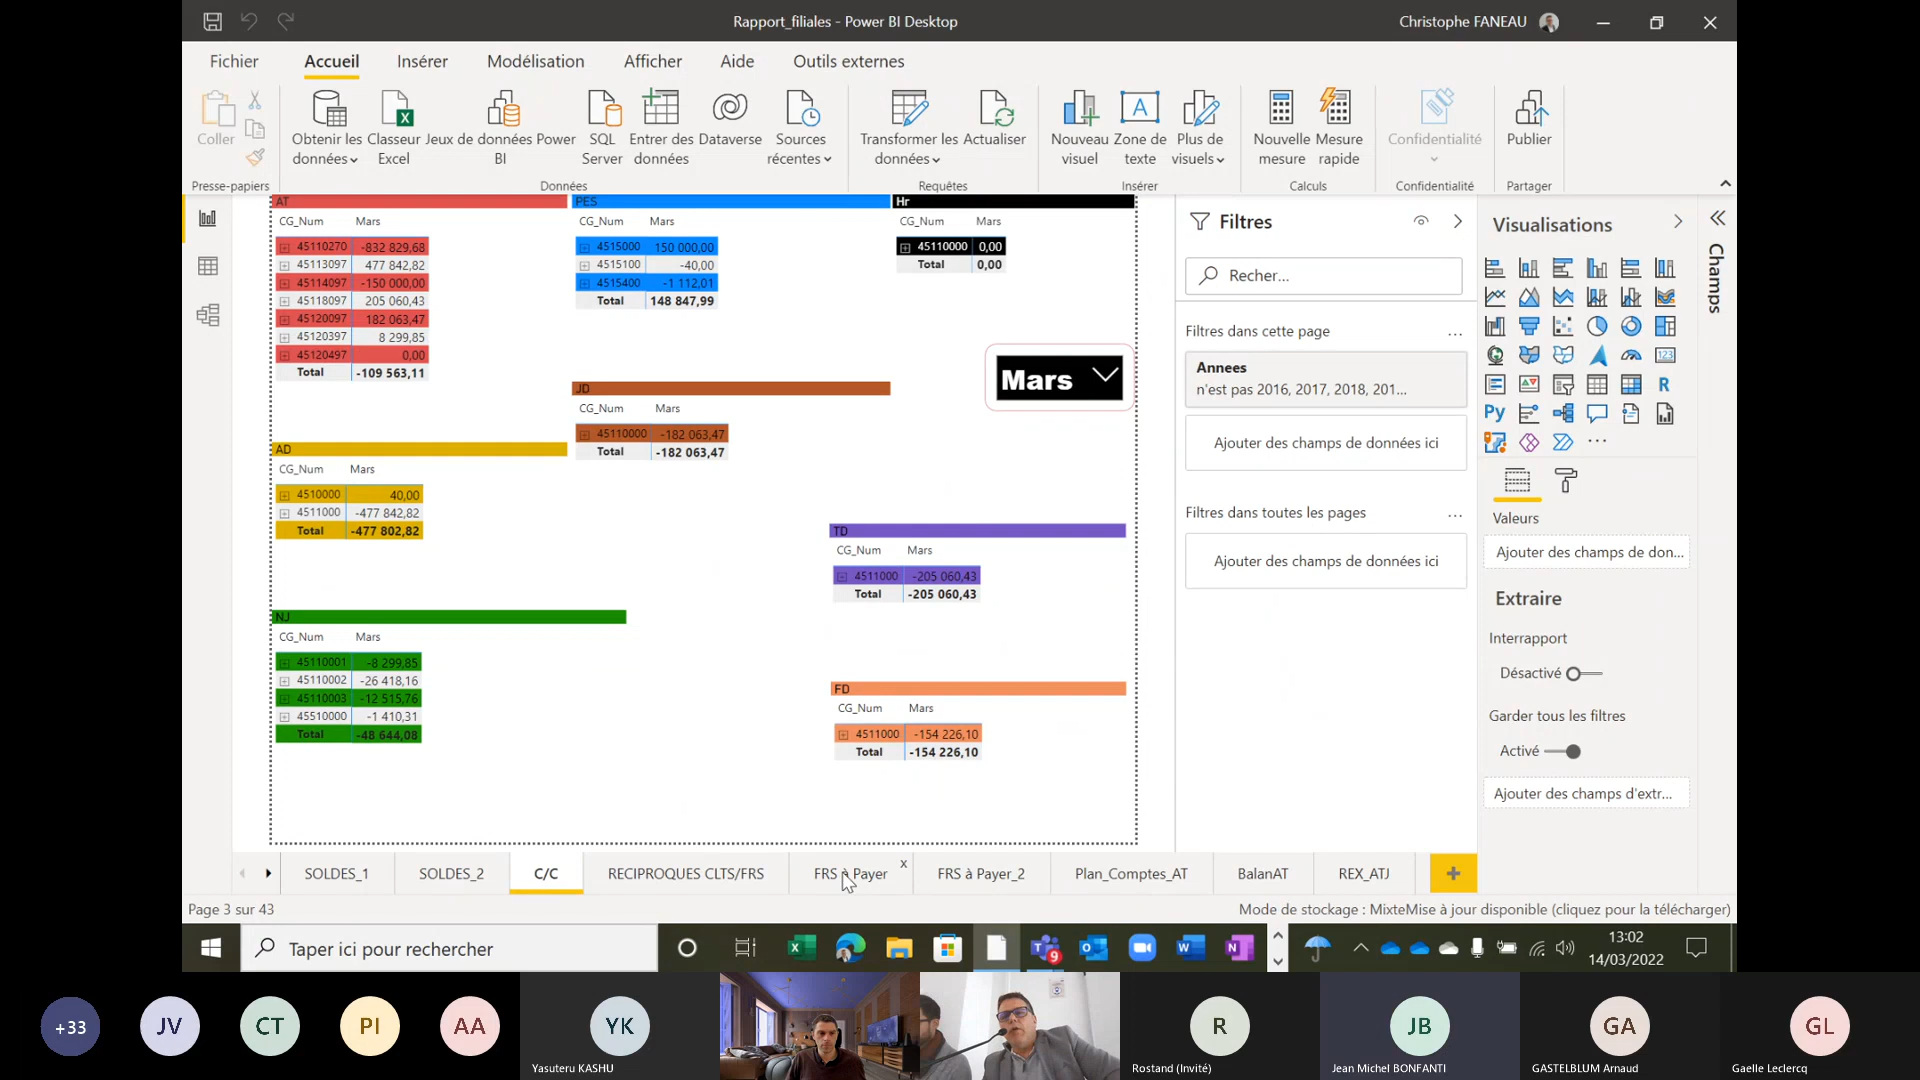 Rapport_filiales - Power BI Desktop
Christophe FANEAU
Fichier
Accueil
Insérer
Modélisation
Afficher
Aide
Outils externes
Coller
Obtenir les données
Classeur Excel
Jeux de données Power BI
SQL Server
Entrer des données
Dataverse
Sources récentes
Transformer les données
Actualiser
Nouveau visuel
Zone de texte
Plus de visuels
Nouvelle mesure
Mesure rapide
Confidentialité
Publier
Presse-papiers
Données
Requêtes
Insérer
Calculs
Confidentialité
Partager
AT
CG_Num Mars
45110270 -832 829,68
45113097 477 842,82
45114097 -150 000,00
45118097 205 060,43
45120097 182 063,47
45120397 8 299,85
45120497 0,00
Total -109 563,11
PES
CG_Num Mars
4515000 150 000,00
4515100 -40,00
4515400 -1 112,01
Total 148 847,99
Hr
CG_Num Mars
45110000 0,00
Total 0,00
Mars
JD
CG_Num Mars
45110000 -182 063,47
Total -182 063,47
AD
CG_Num Mars
4510000 40,00
4511000 -477 842,82
Total -477 802,82
TD
CG_Num Mars
4511000 -205 060,43
Total -205 060,43
NJ
CG_Num Mars
45110001 -8 299,85
45110002 -26 418,16
45110003 -12 515,76
45510000 -1 410,31
Total -48 644,08
FD
CG_Num Mars
4511000 -154 226,10
Total -154 226,10
Filtres
Recher...
Filtres dans cette page ...
Annees
n'est pas 2016, 2017, 2018, 201...
Ajouter des champs de données ici
Filtres dans toutes les pages ...
Ajouter des champs de données ici
Visualisations
123
R
Py
...
Valeurs
Ajouter des champs de don...
Extraire
Interrapport
Désactivé
Garder tous les filtres
Activé
Ajouter des champs d'extr...
Champs
SOLDES_1
SOLDES_2
C/C
RECIPROQUES CLTS/FRS
FRS à Payer
x
FRS à Payer_2
Plan_Comptes_AT
BalanAT
REX_ATJ
+
Page 3 sur 43
Mode de stockage : MixteMise à jour disponible (cliquez pour la télécharger)
Taper ici pour rechercher
9
13:02
14/03/2022
+33
JV
CT
PI
AA
YK
Yasuteru KASHU
R
Rostand (Invité)
JB
Jean Michel BONFANTI
GA
GASTELBLUM Arnaud
GL
Gaelle Leclercq